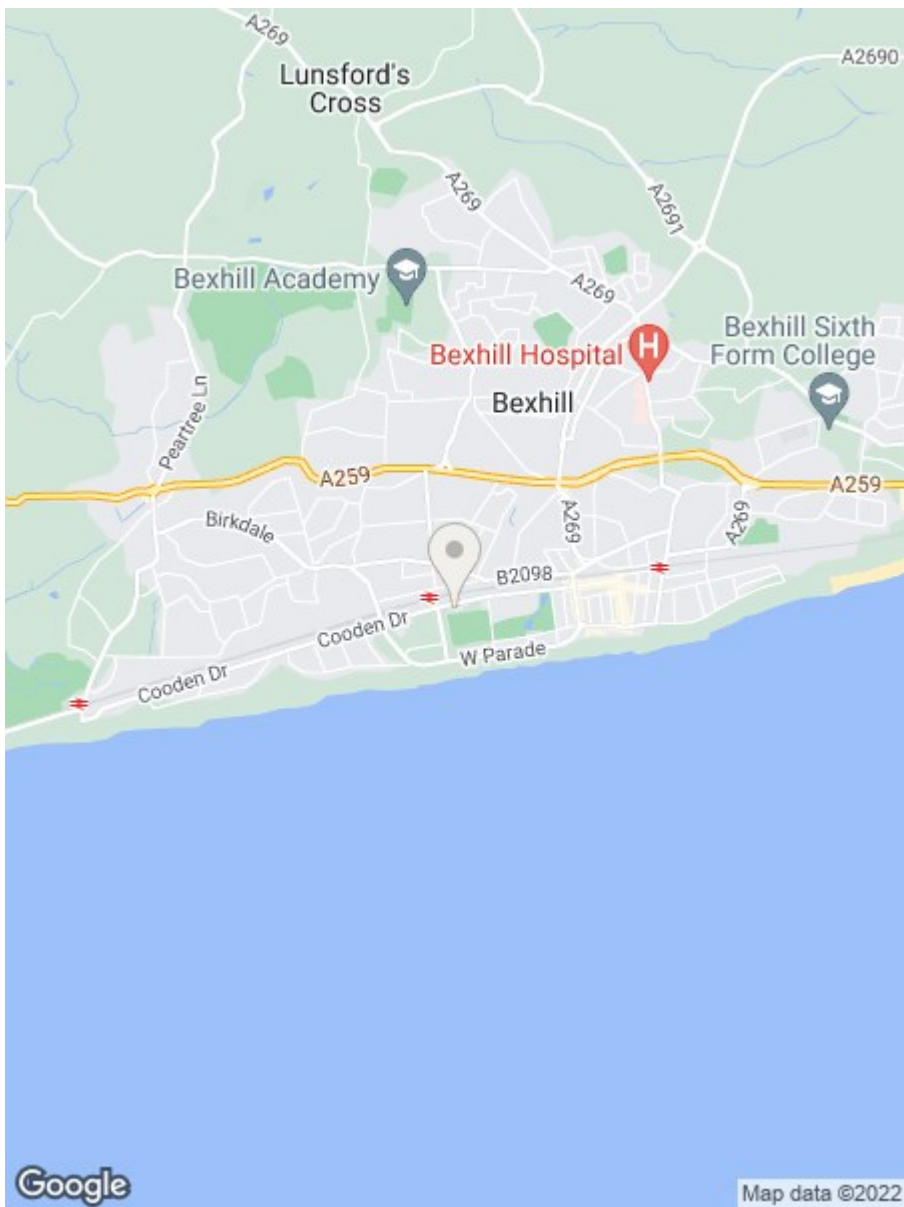 A269
A2690
Lunsford's
Cross
A269
A2691
Bexhill Academy
A269
Bexhill Sixth
Form College
Bexhill Hospital
H
Bexhill
Peartree Ln
A259
A259
Birkdale
A269
A269
B2098
Cooden Dr
W Parade
Cooden Dr
Google
Map data ©2022